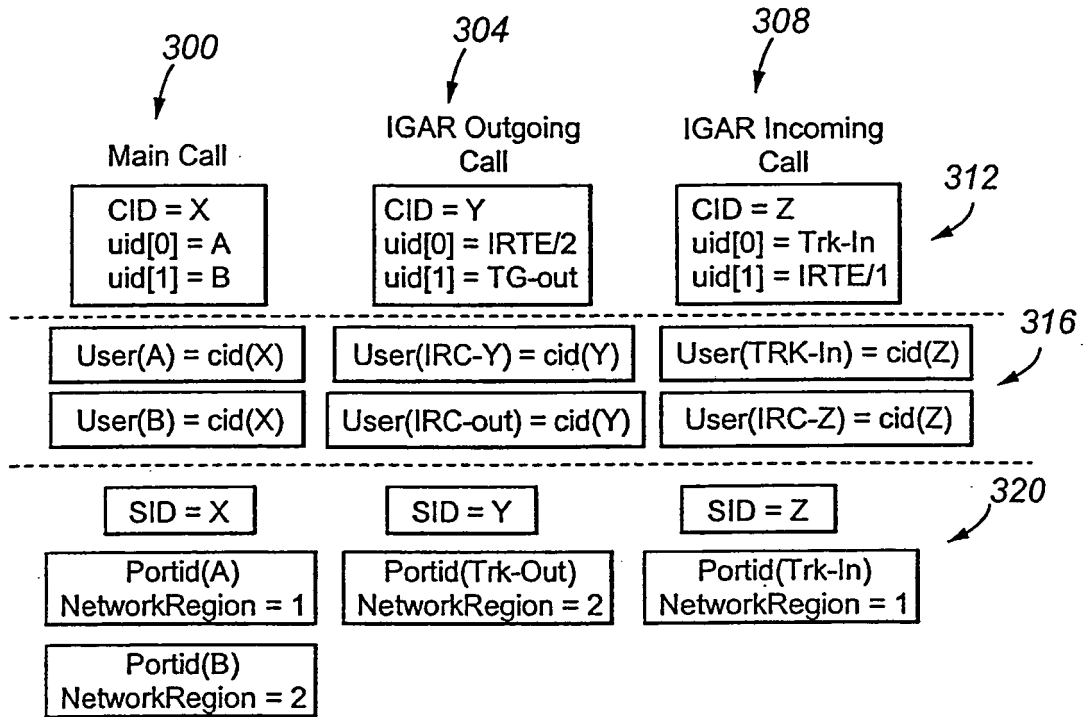 300
304
308
Main Call
IGAR Outgoing
Call
IGAR Incoming
Call
312
CID = X
uid[0] = A
uid[1] = B
CID = Y
uid[0] = IRTE/2
uid[1] = TG-out
CID = Z
uid[0] = Trk-In
uid[1] = IRTE/1
316
User(A) = cid(X)
User(IRC-Y) = cid(Y)
User(TRK-In) = cid(Z)
User(B) = cid(X)
User(IRC-out) = cid(Y)
User(IRC-Z) = cid(Z)
320
SID = X
SID = Y
SID = Z
Portid(A)
NetworkRegion = 1
Portid(Trk-Out)
NetworkRegion = 2
Portid(Trk-In)
NetworkRegion = 1
Portid(B)
NetworkRegion = 2